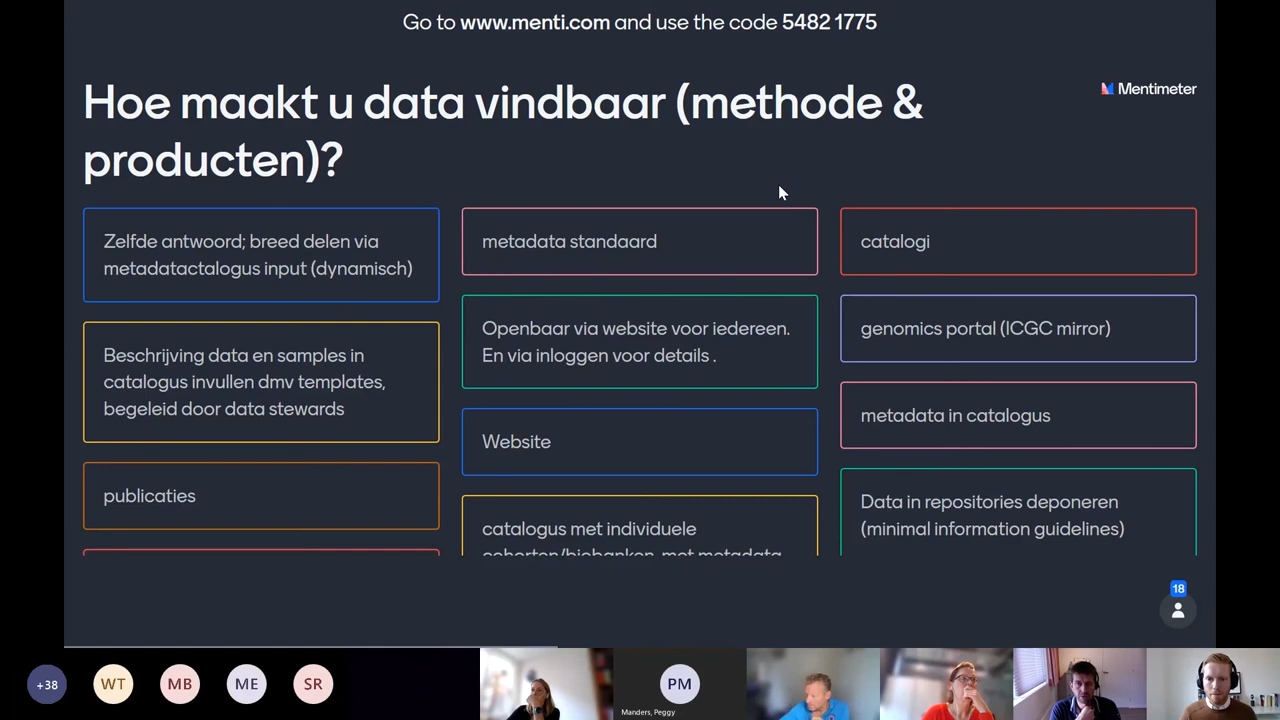 Go to www.menti.com and use the code 5482 1775
Hoe maakt u data vindbaar (methode &
producten)?
Mentimeter
Zelfde antwoord; breed delen via
metadatactalogus input (dynamisch)
Beschrijving data en samples in
catalogus invullen dmv templates,
begeleid door data stewards
publicaties
metadata standaard
Openbaar via website voor iedereen.
En via inloggen voor details .
Website
catalogus met individuele
cohorten/biobanken, met metadata
catalogi
genomics portal (ICGC mirror)
metadata in catalogus
Data in repositories deponeren
(minimal information guidelines)
18
+38
WT
MB
ME
SR
PM
Manders, Peggy